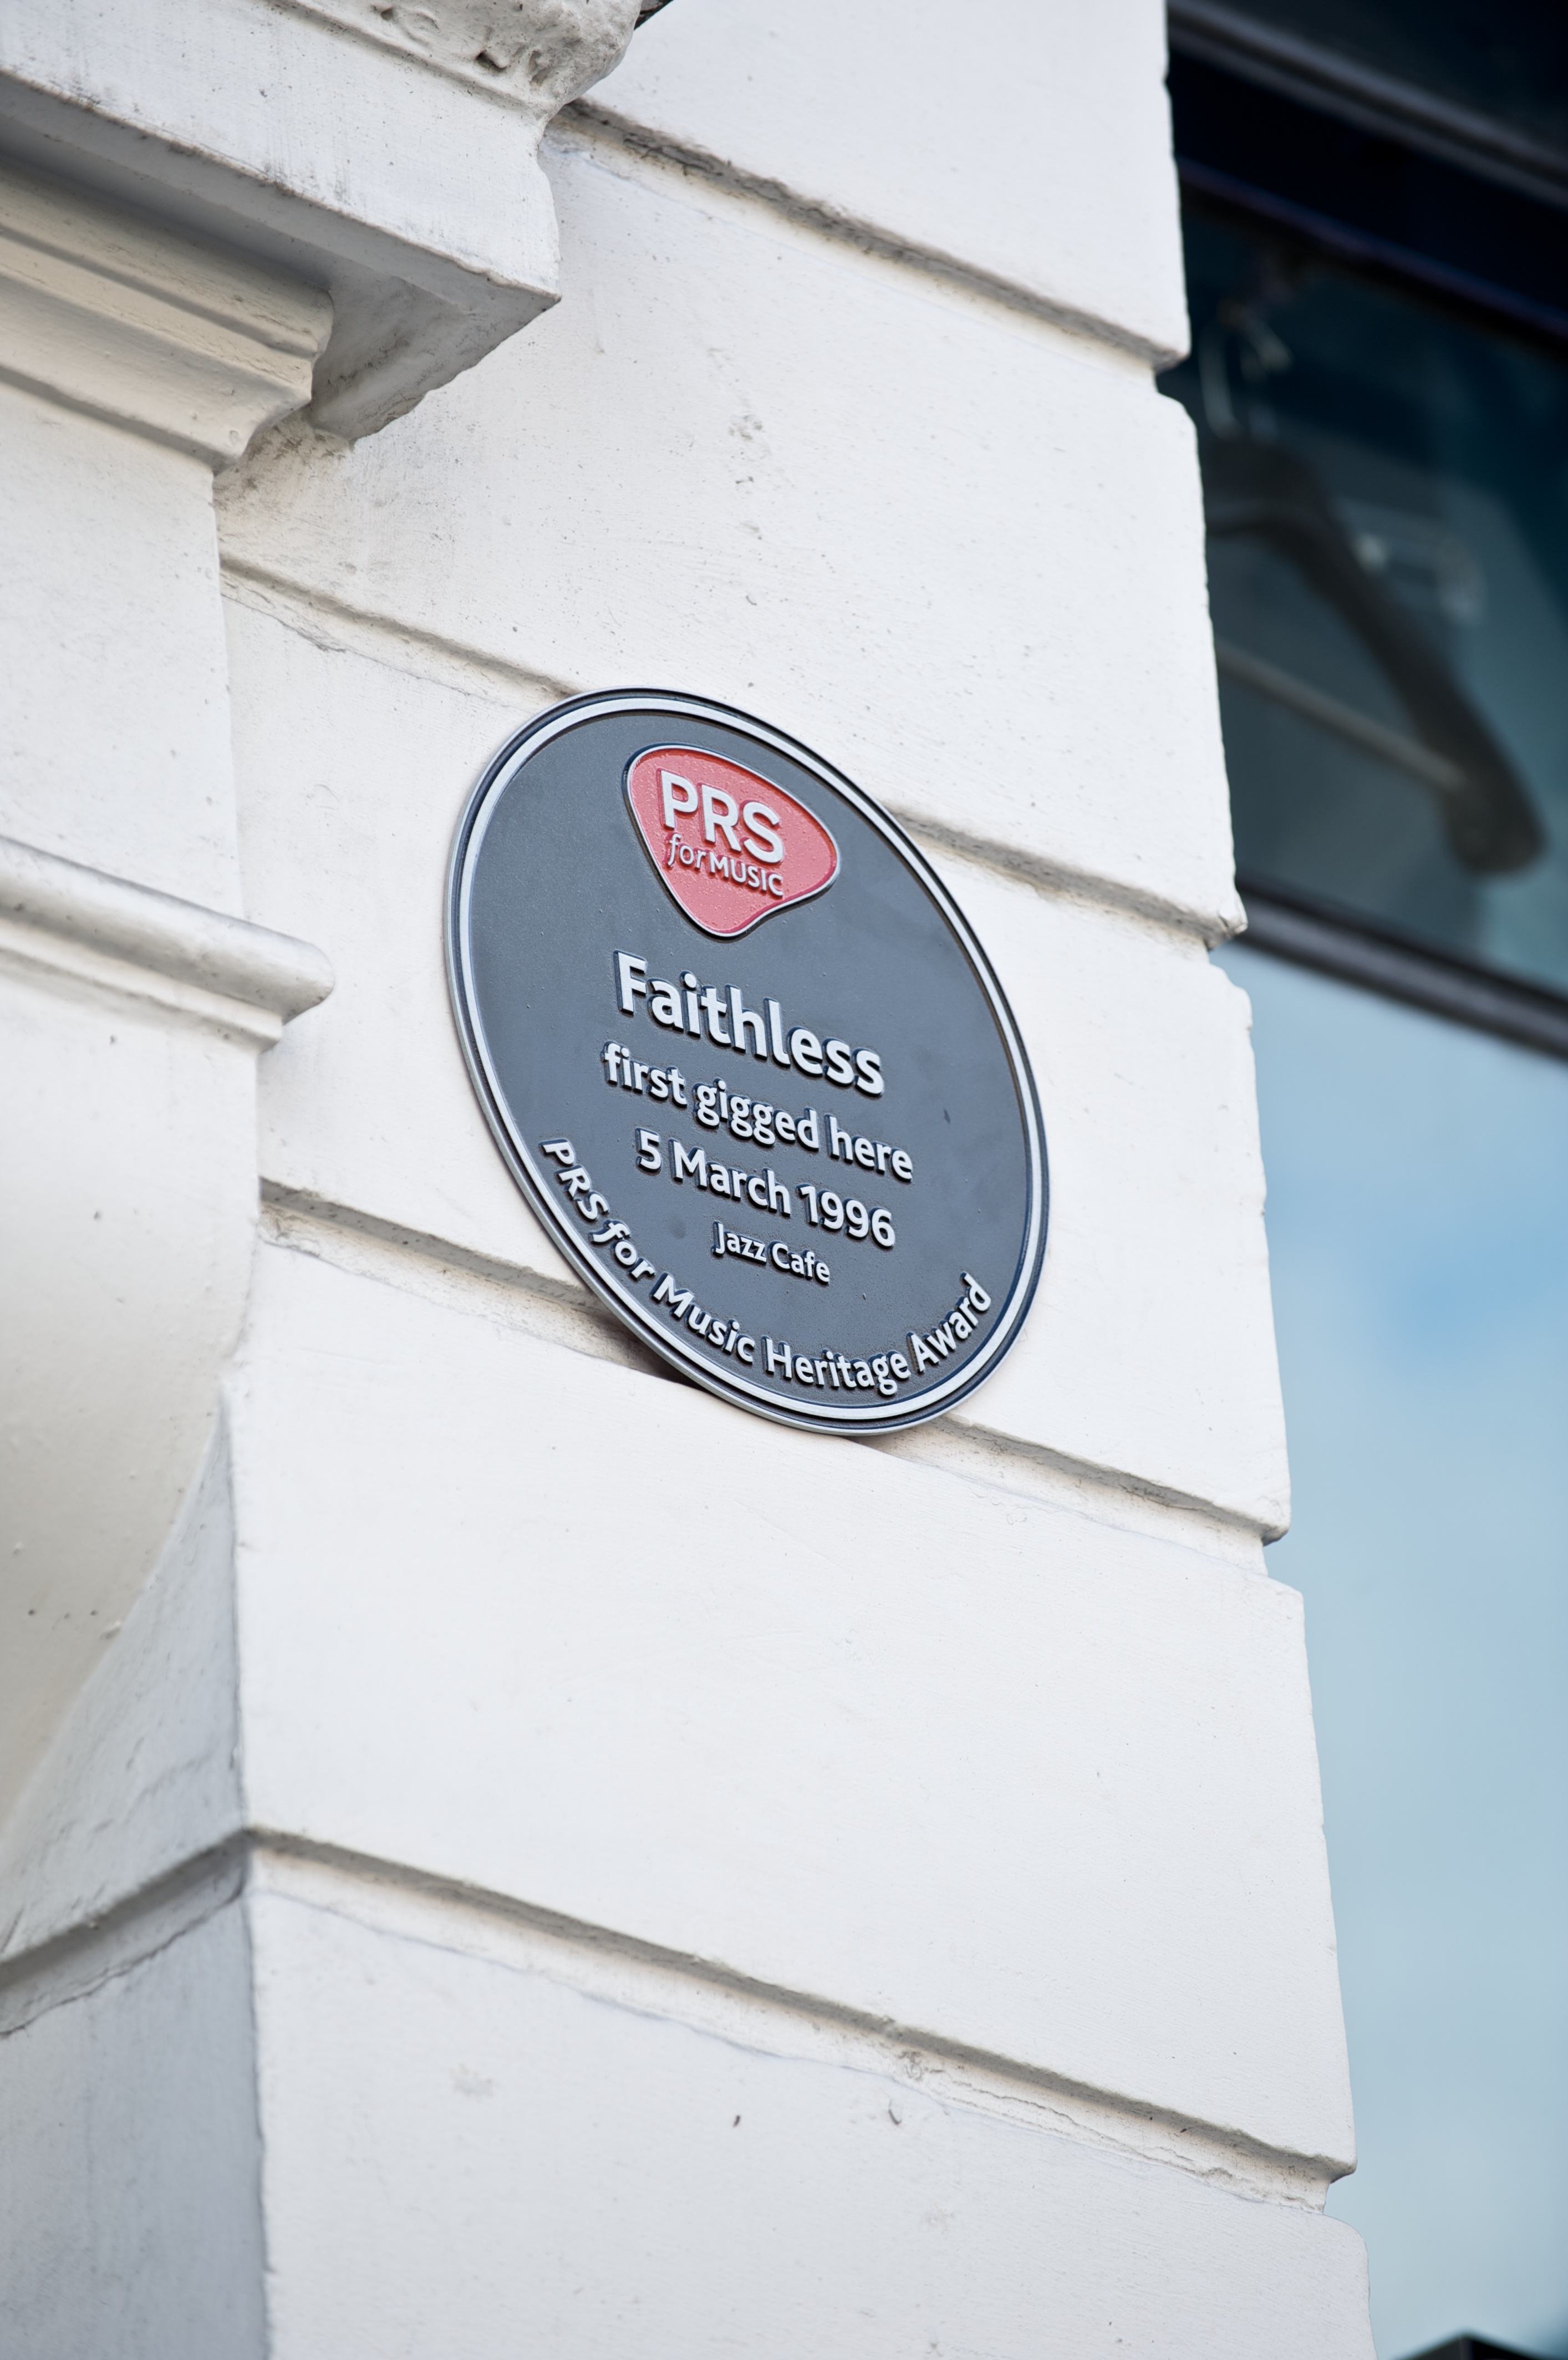 PRS
for MUSIC
Faithless
first gigged here
5 March 1996
Jazz Cafe
PRS for Music Heritage Award